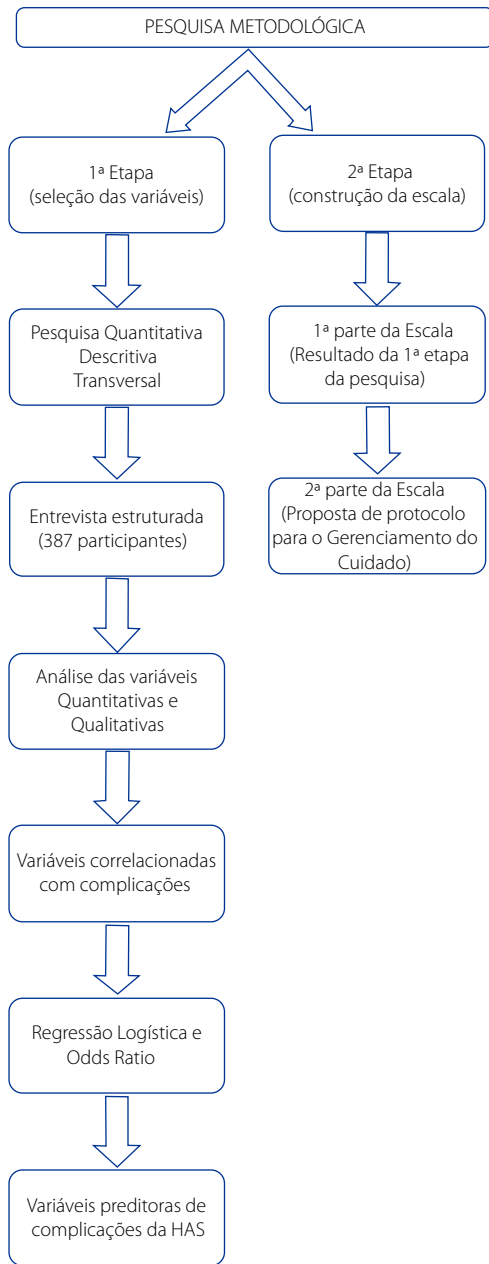 PESQUISA METODOLÓGICA
1ª Etapa
(seleção das variáveis)
2ª Etapa
(construção da escala)
Pesquisa Quantitativa
Descritiva
Transversal
1ª parte da Escala
(Resultado da 1ª etapa
da pesquisa)
Entrevista estruturada
(387 participantes)
2ª parte da Escala
(Proposta de protocolo
para o Gerenciamento do
Cuidado)
Análise das variáveis
Quantitativas e
Qualitativas
Variáveis correlacionadas
com complicações
Regressão Logística e
Odds Ratio
Variáveis preditoras de
complicações da HAS